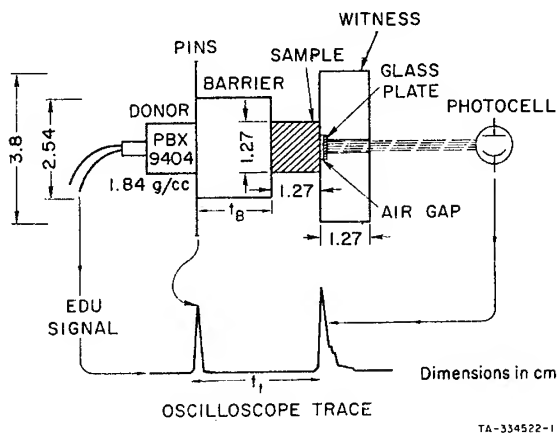 PINS
WITNESS
SAMPLE
GLASS
PLATE
BARRIER
PHOTOCELL
DONOR
PBX
9404
3.8
2.54
1.27
1.84 g/cc
1.27
tB
AIR GAP
1.27
EDU
SIGNAL
t1
Dimensions in cm
OSCILLOSCOPE TRACE
TA-334522-1